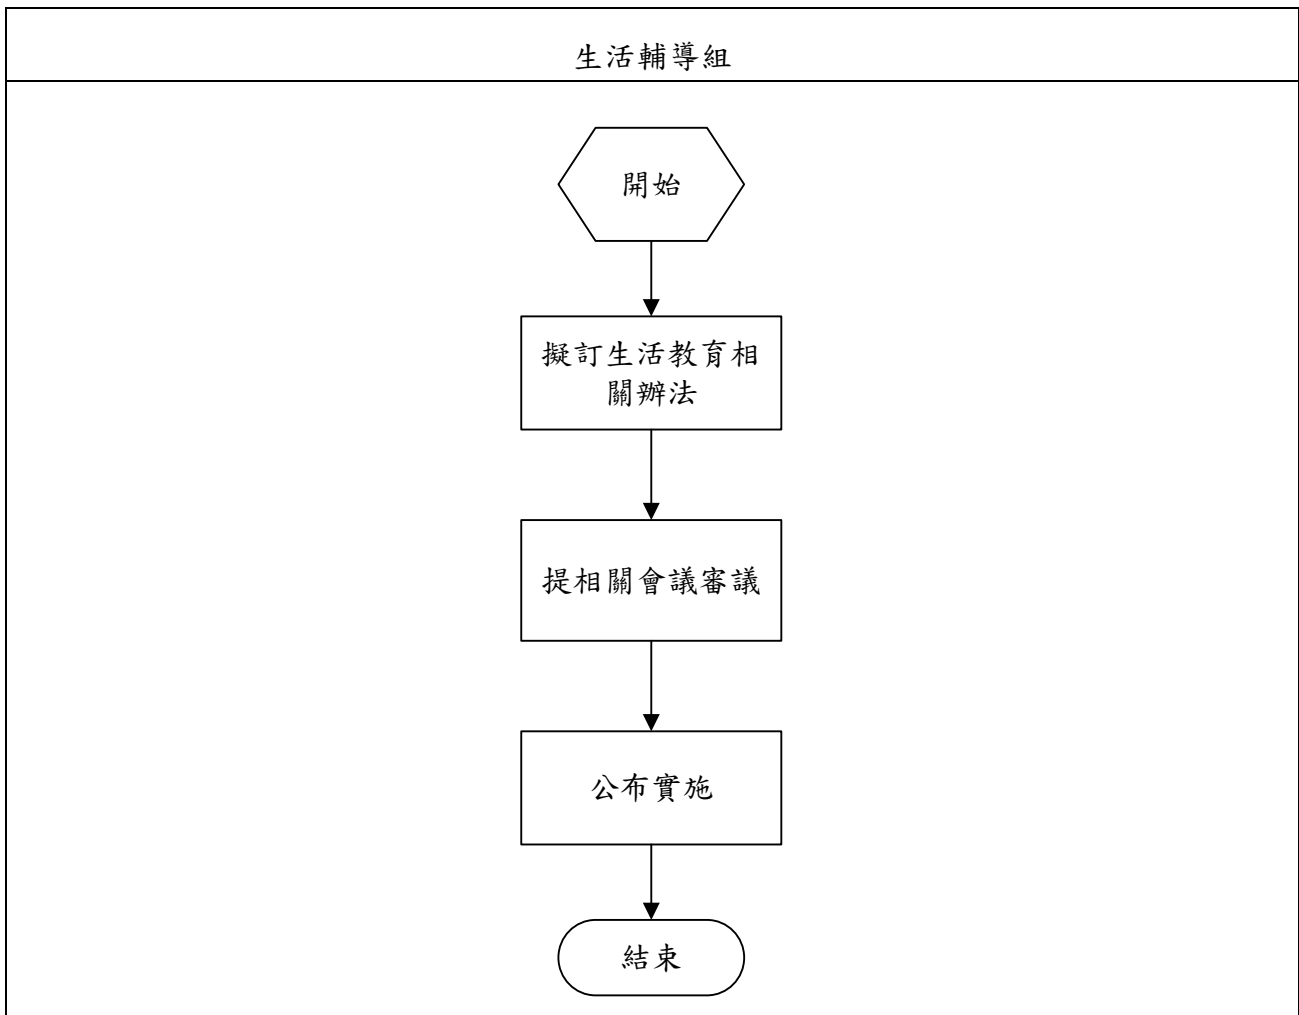 生活輔導組
開始
擬訂生活教育相
關辦法
提相關會議審議
公布實施
結束